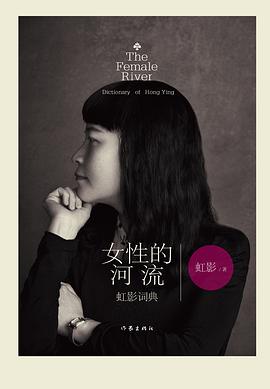 The
Female
River
Dictionary of Hong Ying
女性的
河流
虹影词典
虹影 / 著
作家出版社